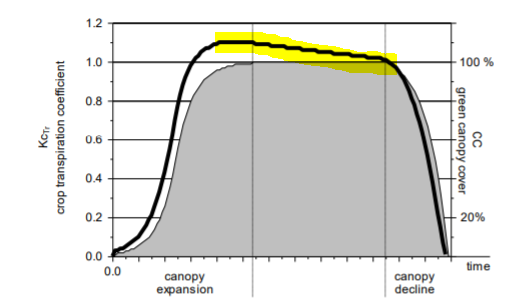 1.2
1.0
0.8
0.6
0.4
0.2
0.0
KcTr
crop transpiration coefficient
100 %
20%
CC
green canopy cover
0.0
time
canopy
expansion
canopy
decline